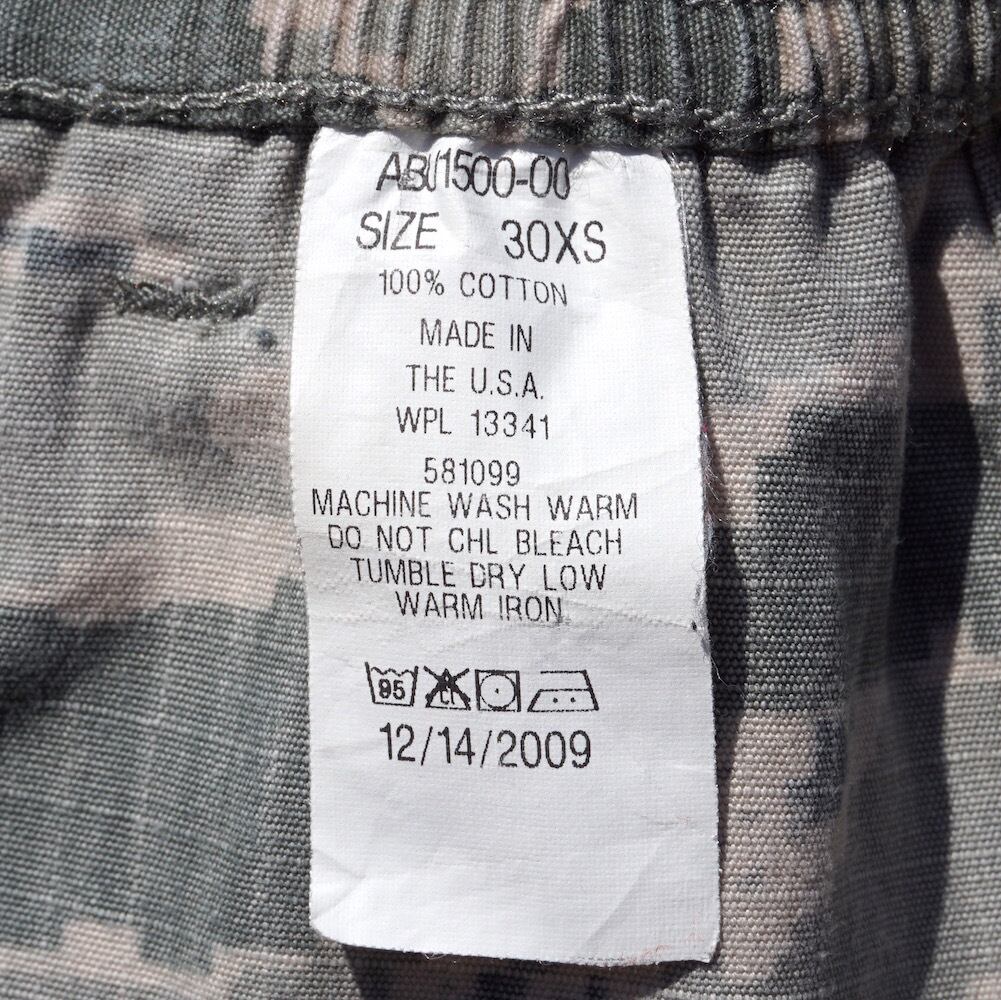 ABU1500-00
SIZE 30XS
100% COTTON
MADE IN
THE U.S.A.
WPL 13341
581099
MACHINE WASH WARM
DO NOT CHL BLEACH
TUMBLE DRY LOW
WARM IRON
95 CL
12/14/2009